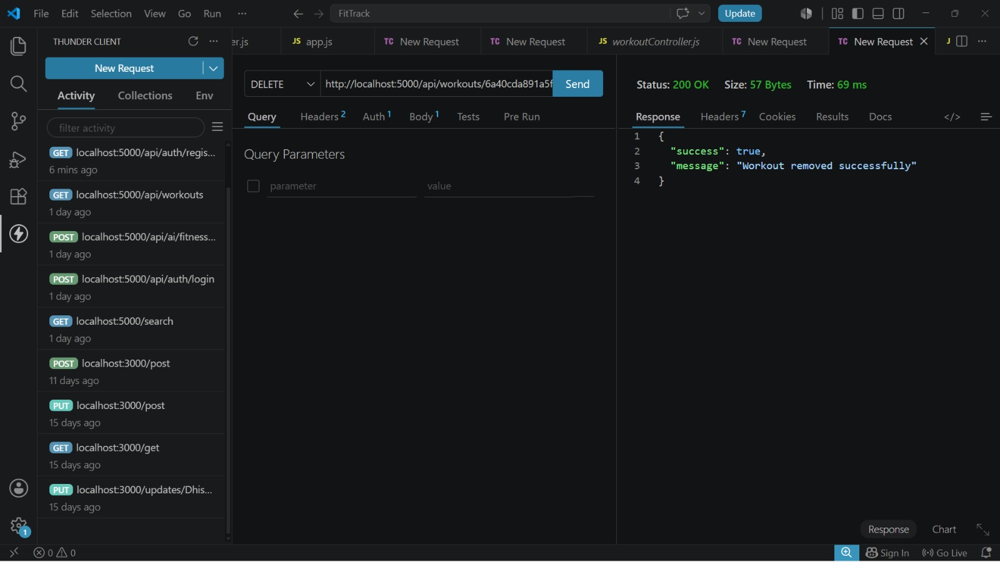 File Edit Selection View Go Run ···
FitTrack
Update
THUNDER CLIENT
New Request
Activity Collections Env
filter activity
GET localhost:5000/api/auth/regis...
6 mins ago
GET localhost:5000/api/workouts
1 day ago
POST localhost:5000/api/ai/fitness...
1 day ago
POST localhost:5000/api/auth/login
1 day ago
GET localhost:5000/search
1 day ago
POST localhost:3000/post
11 days ago
PUT localhost:3000/post
15 days ago
GET localhost:3000/get
15 days ago
PUT localhost:3000/updates/Dhis...
15 days ago
er.js JS app.js TC New Request TC New Request JS workoutController.js TC New Request TC New Request J
DELETE http://localhost:5000/api/workouts/6a40cda891a5f Send
Query Headers 2 Auth 1 Body 1 Tests Pre Run
Query Parameters
parameter value
Status: 200 OK Size: 57 Bytes Time: 69 ms
Response Headers 7 Cookies Results Docs </>
1 {
2 "success": true,
3 "message": "Workout removed successfully"
4 }
Response Chart
1
0 0
Sign In Go Live